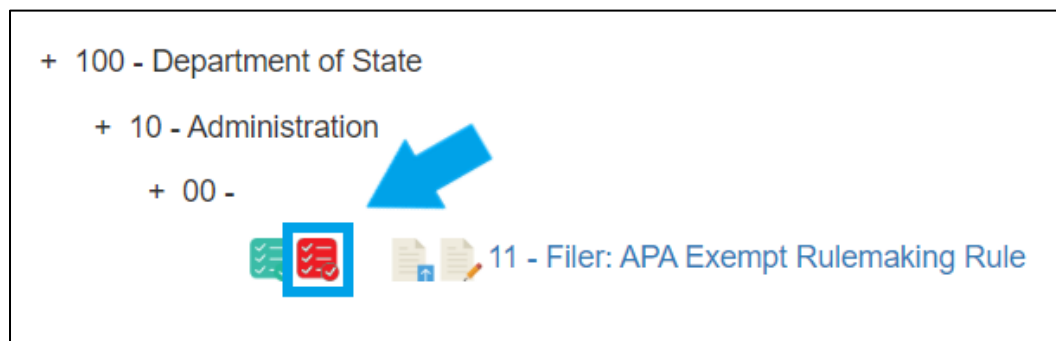 + 100 - Department of State
+ 10 - Administration
+ 00 -
11 - Filer: APA Exempt Rulemaking Rule